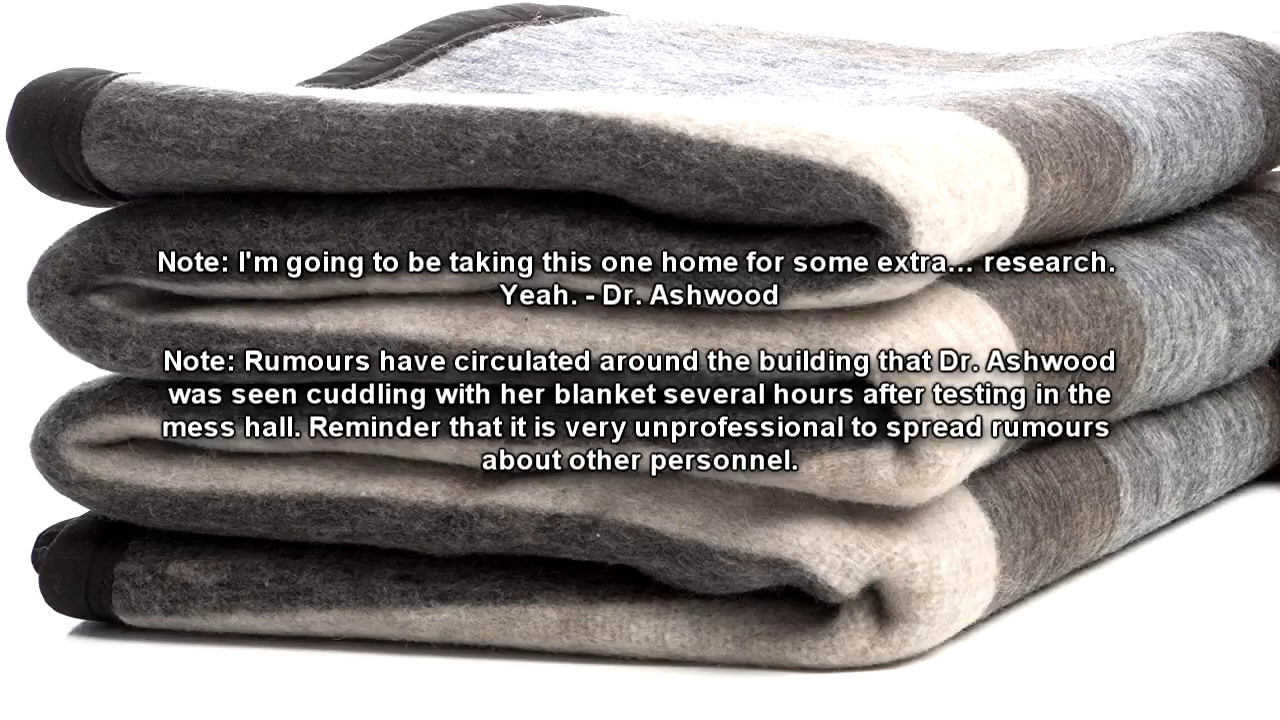 Note: I'm going to be taking this one home for some extra... research.
Yeah. - Dr. Ashwood
Note: Rumours have circulated around the building that Dr. Ashwood
was seen cuddling with her blanket several hours after testing in the
mess hall. Reminder that it is very unprofessional to spread rumours
about other personnel.